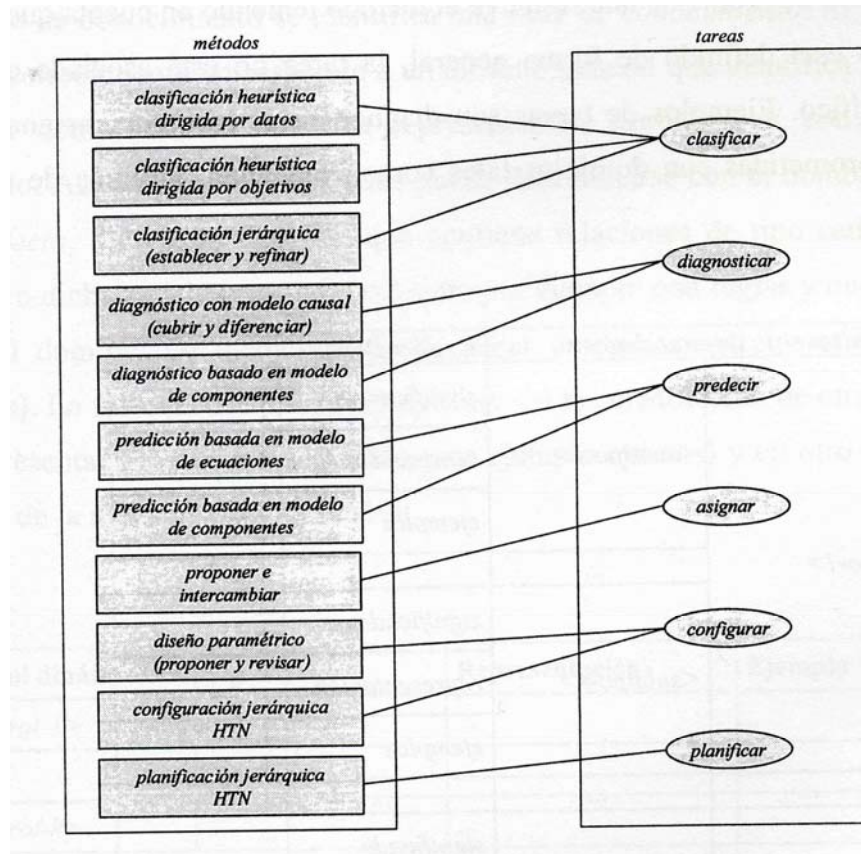 métodos
tareas
clasificación heurística
dirigida por datos
clasificación heurística
dirigida por objetivos
clasificación jerárquica
(establecer y refinar)
diagnóstico con modelo causal
(cubrir y diferenciar)
diagnóstico basado en modelo
de componentes
predicción basada en modelo
de ecuaciones
predicción basada en modelo
de componentes
proponer e
intercambiar
diseño paramétrico
(proponer y revisar)
configuración jerárquica
HTN
planificación jerárquica
HTN
clasificar
diagnosticar
predecir
asignar
configurar
planificar